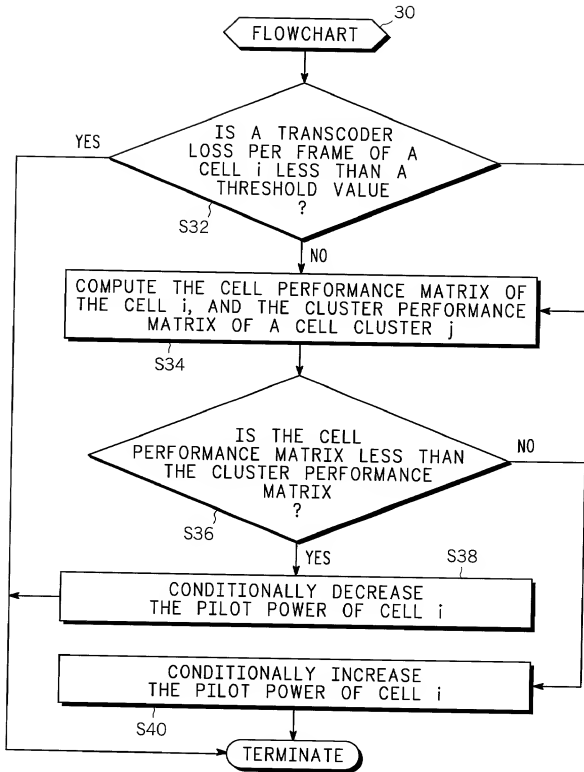 30
FLOWCHART
YES
IS A TRANSCODER
LOSS PER FRAME OF A
CELL i LESS THAN A
THRESHOLD VALUE
?
S32
NO
COMPUTE THE CELL PERFORMANCE MATRIX OF
THE CELL i, AND THE CLUSTER PERFORMANCE
MATRIX OF A CELL CLUSTER j
S34
IS THE CELL
PERFORMANCE MATRIX LESS THAN
THE CLUSTER PERFORMANCE
MATRIX
?
NO
S36
YES
S38
CONDITIONALLY DECREASE
THE PILOT POWER OF CELL i
CONDITIONALLY INCREASE
THE PILOT POWER OF CELL i
S40
TERMINATE